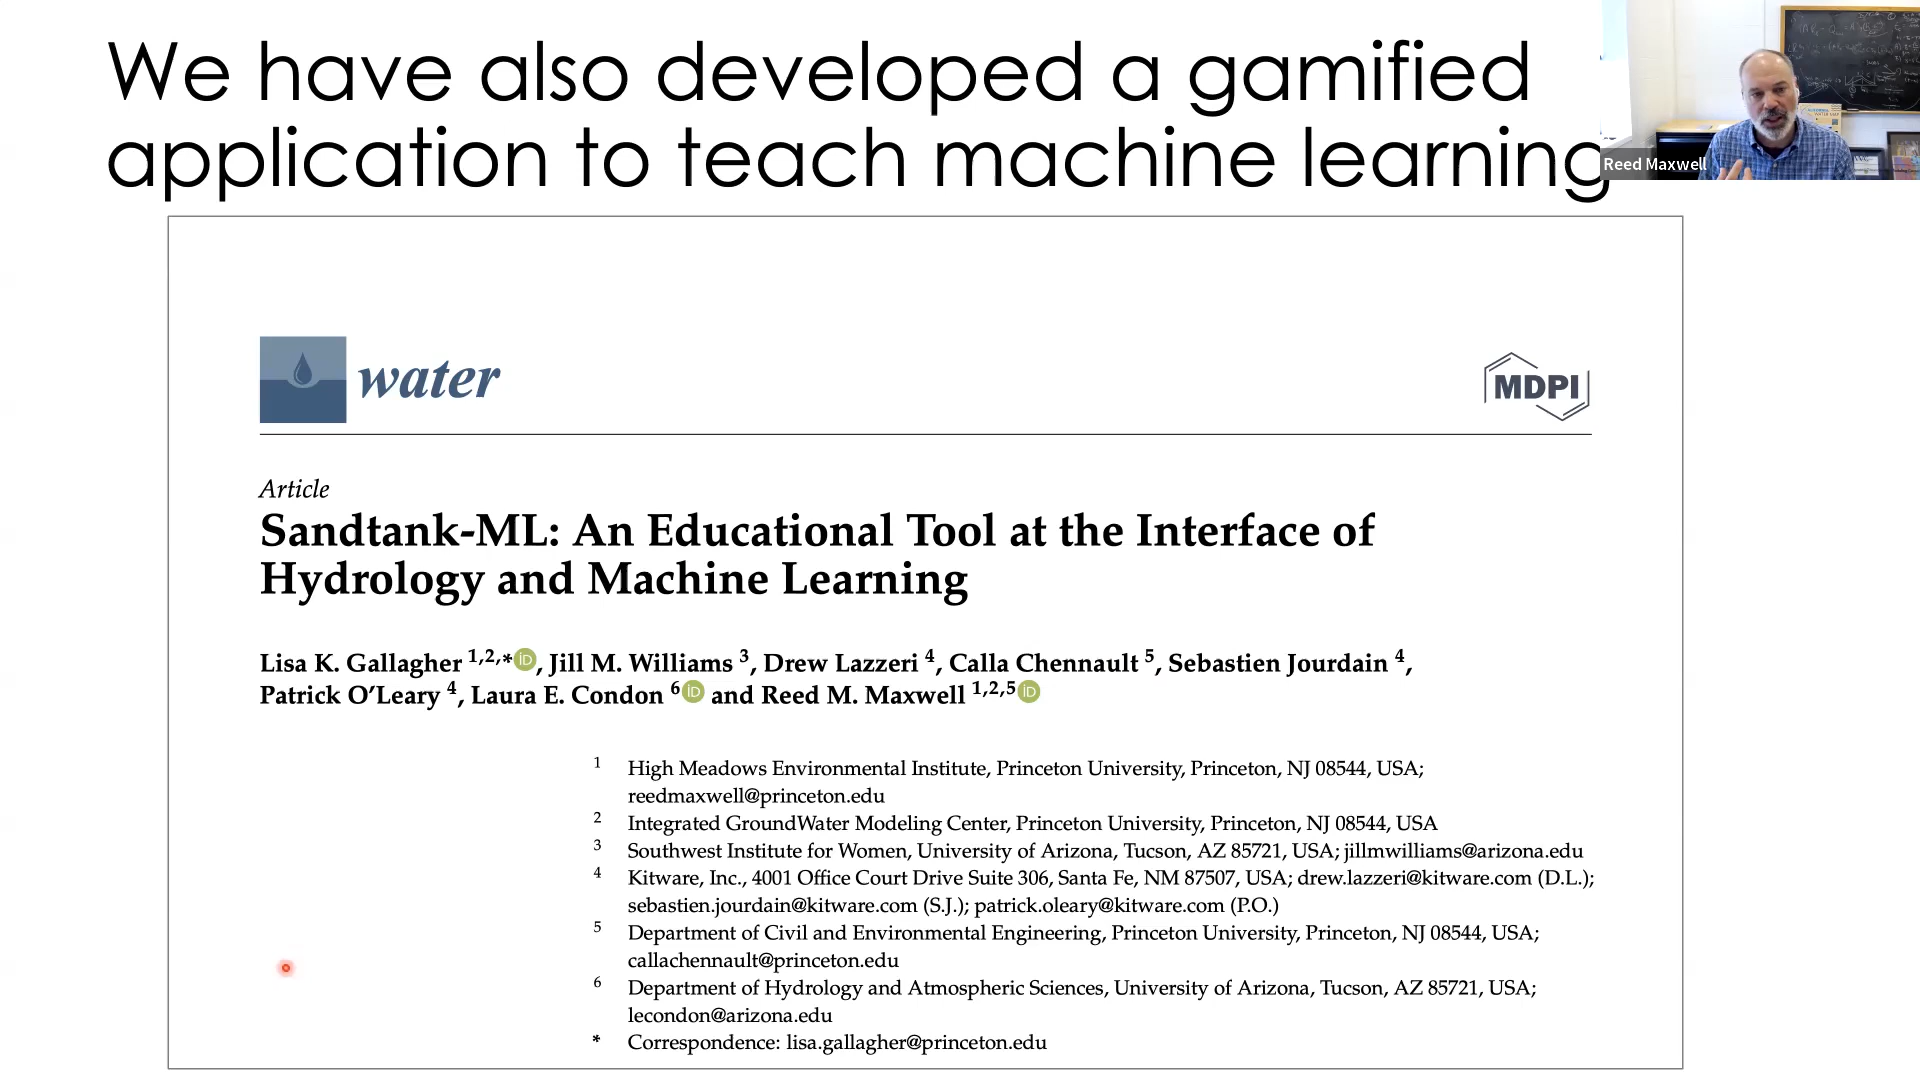 We have also developed a gamified
application to teach machine learning
Reed Maxwell
water
MDPI
Article
Sandtank-ML: An Educational Tool at the Interface of
Hydrology and Machine Learning
Lisa K. Gallagher 1,2,* iD, Jill M. Williams 3, Drew Lazzeri 4, Calla Chennault 5, Sebastien Jourdain 4,
Patrick O’Leary 4, Laura E. Condon 6 iD and Reed M. Maxwell 1,2,5 iD
1 High Meadows Environmental Institute, Princeton University, Princeton, NJ 08544, USA;
reedmaxwell@princeton.edu
2 Integrated GroundWater Modeling Center, Princeton University, Princeton, NJ 08544, USA
3 Southwest Institute for Women, University of Arizona, Tucson, AZ 85721, USA; jillmwilliams@arizona.edu
4 Kitware, Inc., 4001 Office Court Drive Suite 306, Santa Fe, NM 87507, USA; drew.lazzeri@kitware.com (D.L.);
sebastien.jourdain@kitware.com (S.J.); patrick.oleary@kitware.com (P.O.)
5 Department of Civil and Environmental Engineering, Princeton University, Princeton, NJ 08544, USA;
callachennault@princeton.edu
6 Department of Hydrology and Atmospheric Sciences, University of Arizona, Tucson, AZ 85721, USA;
lecondon@arizona.edu
* Correspondence: lisa.gallagher@princeton.edu